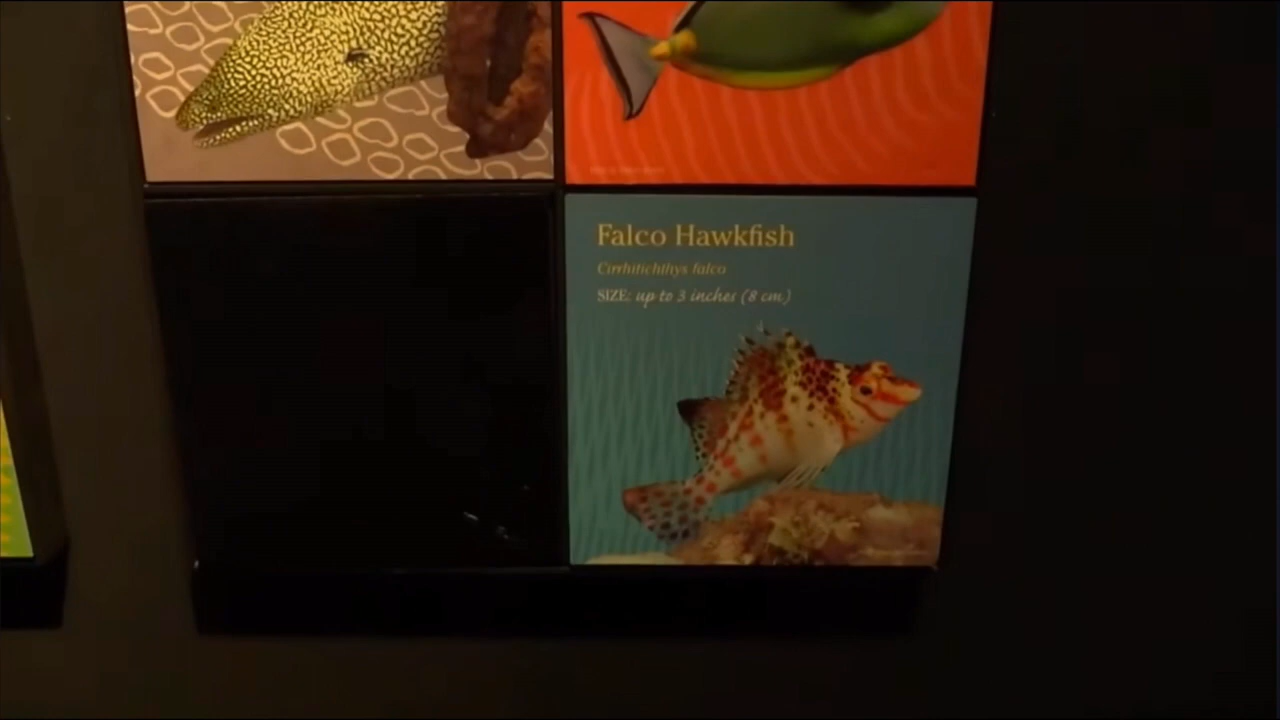 Falco Hawkfish
Cirrhitichthys falco
SIZE: up to 3 inches (8 cm)